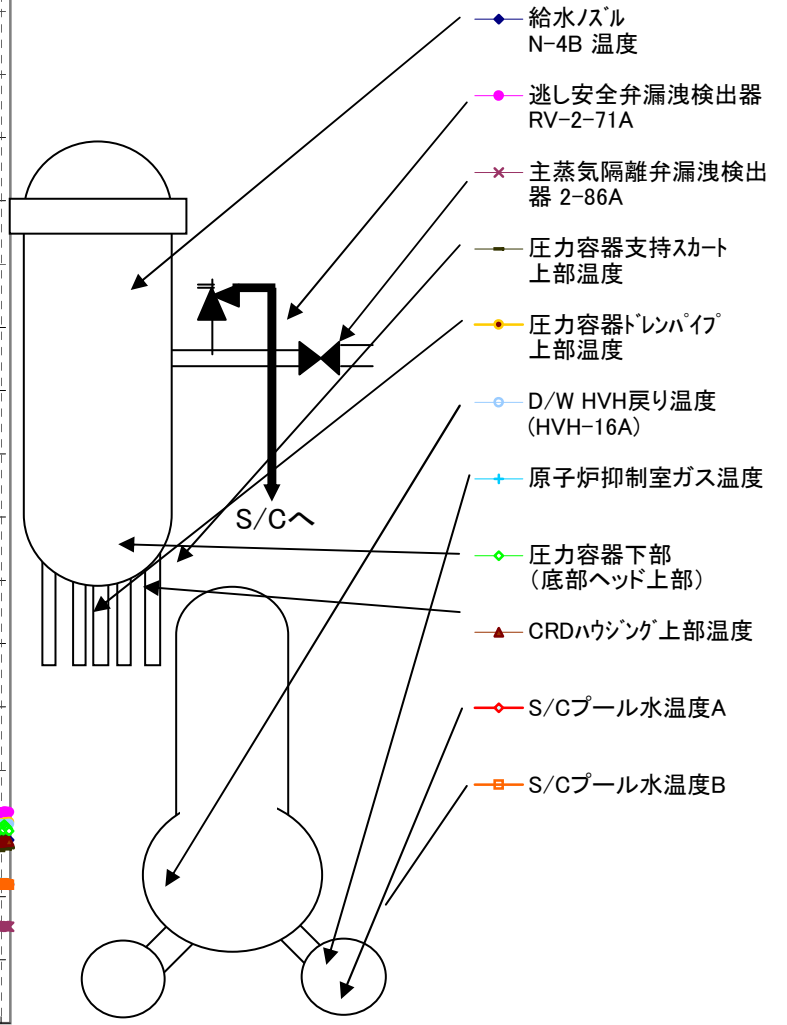 給水ノズル
N-4B 温度
逃し安全弁漏洩検出器
RV-2-71A
主蒸気隔離弁漏洩検出
器 2-86A
圧力容器支持スカート
上部温度
圧力容器ドレンパイプ
上部温度
D/W HVH戻り温度
(HVH-16A)
原子炉抑制室ガス温度
S/Cへ
圧力容器下部
（底部ヘッド上部）
CRDハウジング上部温度
S/Cプール水温度A
S/Cプール水温度B